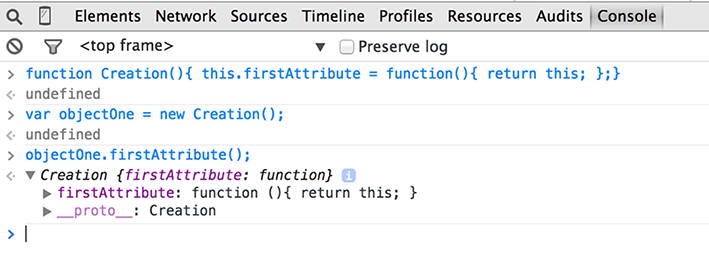 Elements Network Sources Timeline Profiles Resources Audits Console
<top frame> Preserve log
function Creation(){ this.firstAttribute = function(){ return this; };}
undefined
var objectOne = new Creation();
undefined
objectOne.firstAttribute();
Creation {firstAttribute: function}
firstAttribute: function (){ return this; }
__proto__: Creation